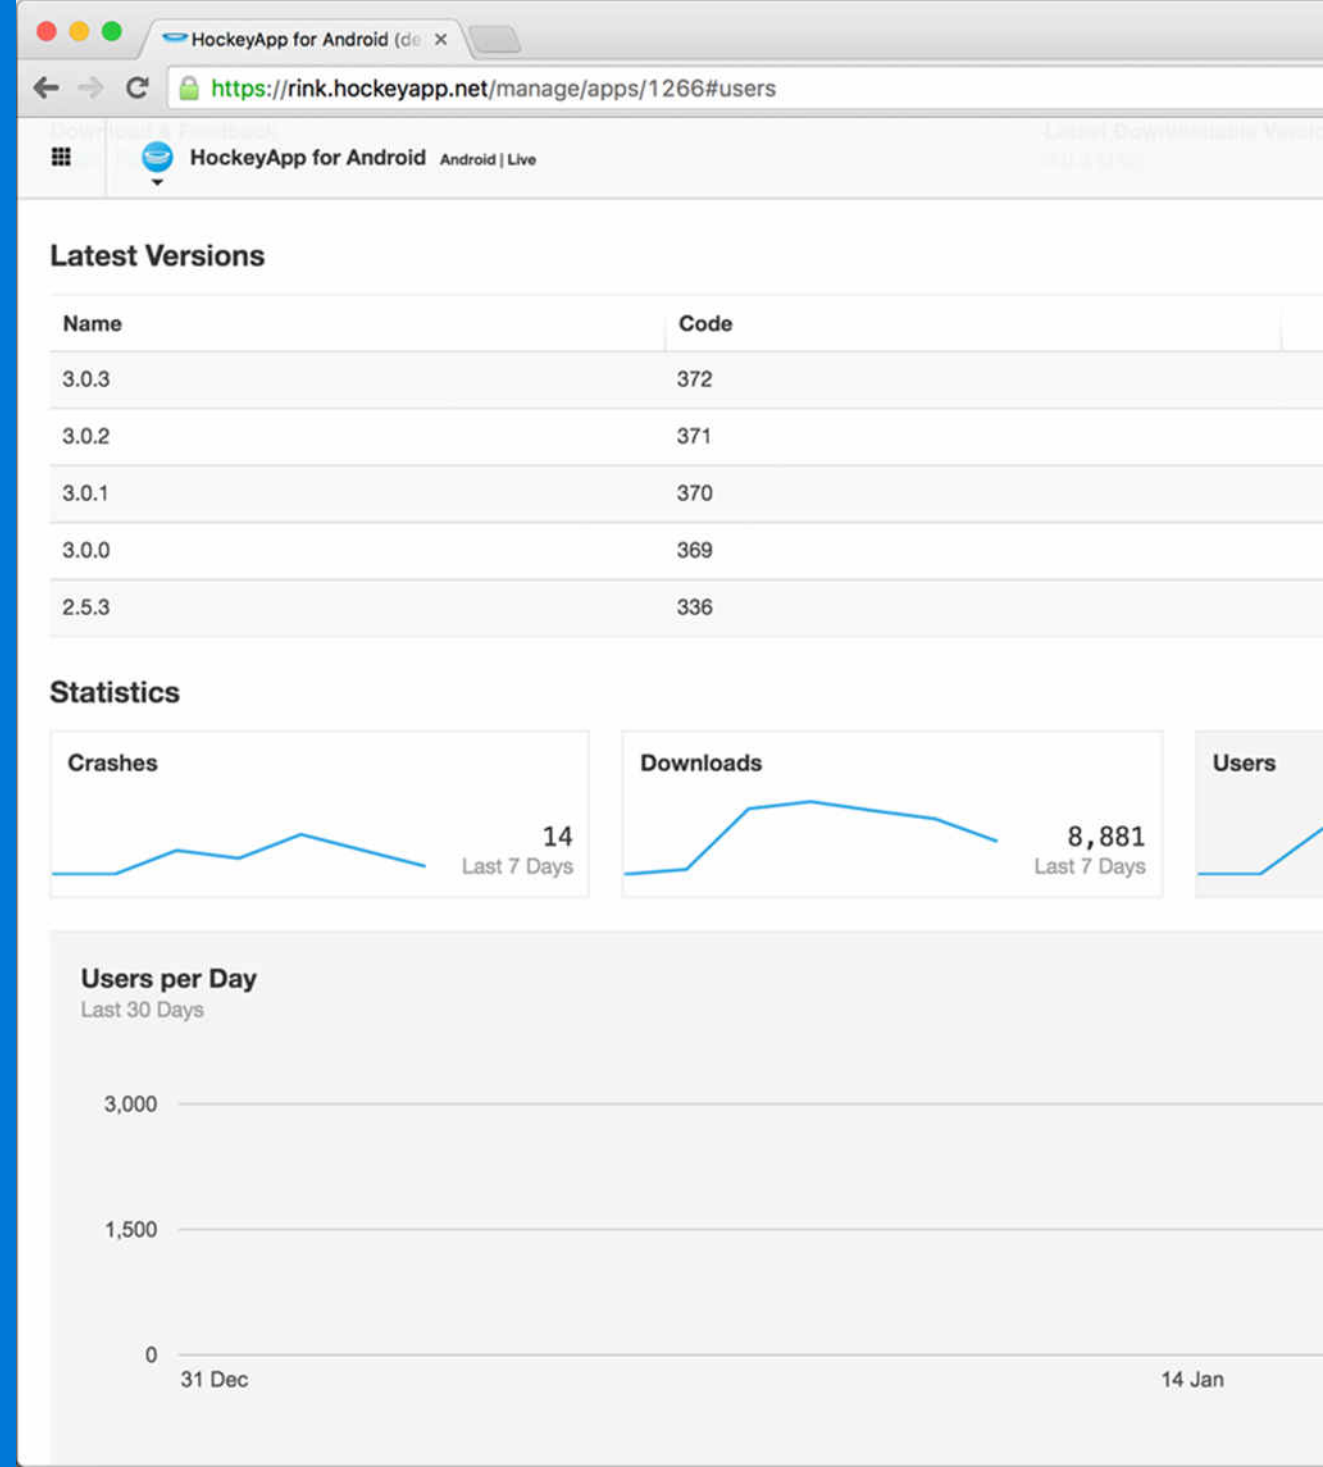 HockeyApp for Android (de
https://rink.hockeyapp.net/manage/apps/1266#users
HockeyApp for Android Android | Live
Latest Versions
Name Code
3.0.3 372
3.0.2 371
3.0.1 370
3.0.0 369
2.5.3 336
Statistics
Crashes
14
Last 7 Days
Downloads
8,881
Last 7 Days
Users
Users per Day
Last 30 Days
3,000
1,500
0
31 Dec 14 Jan